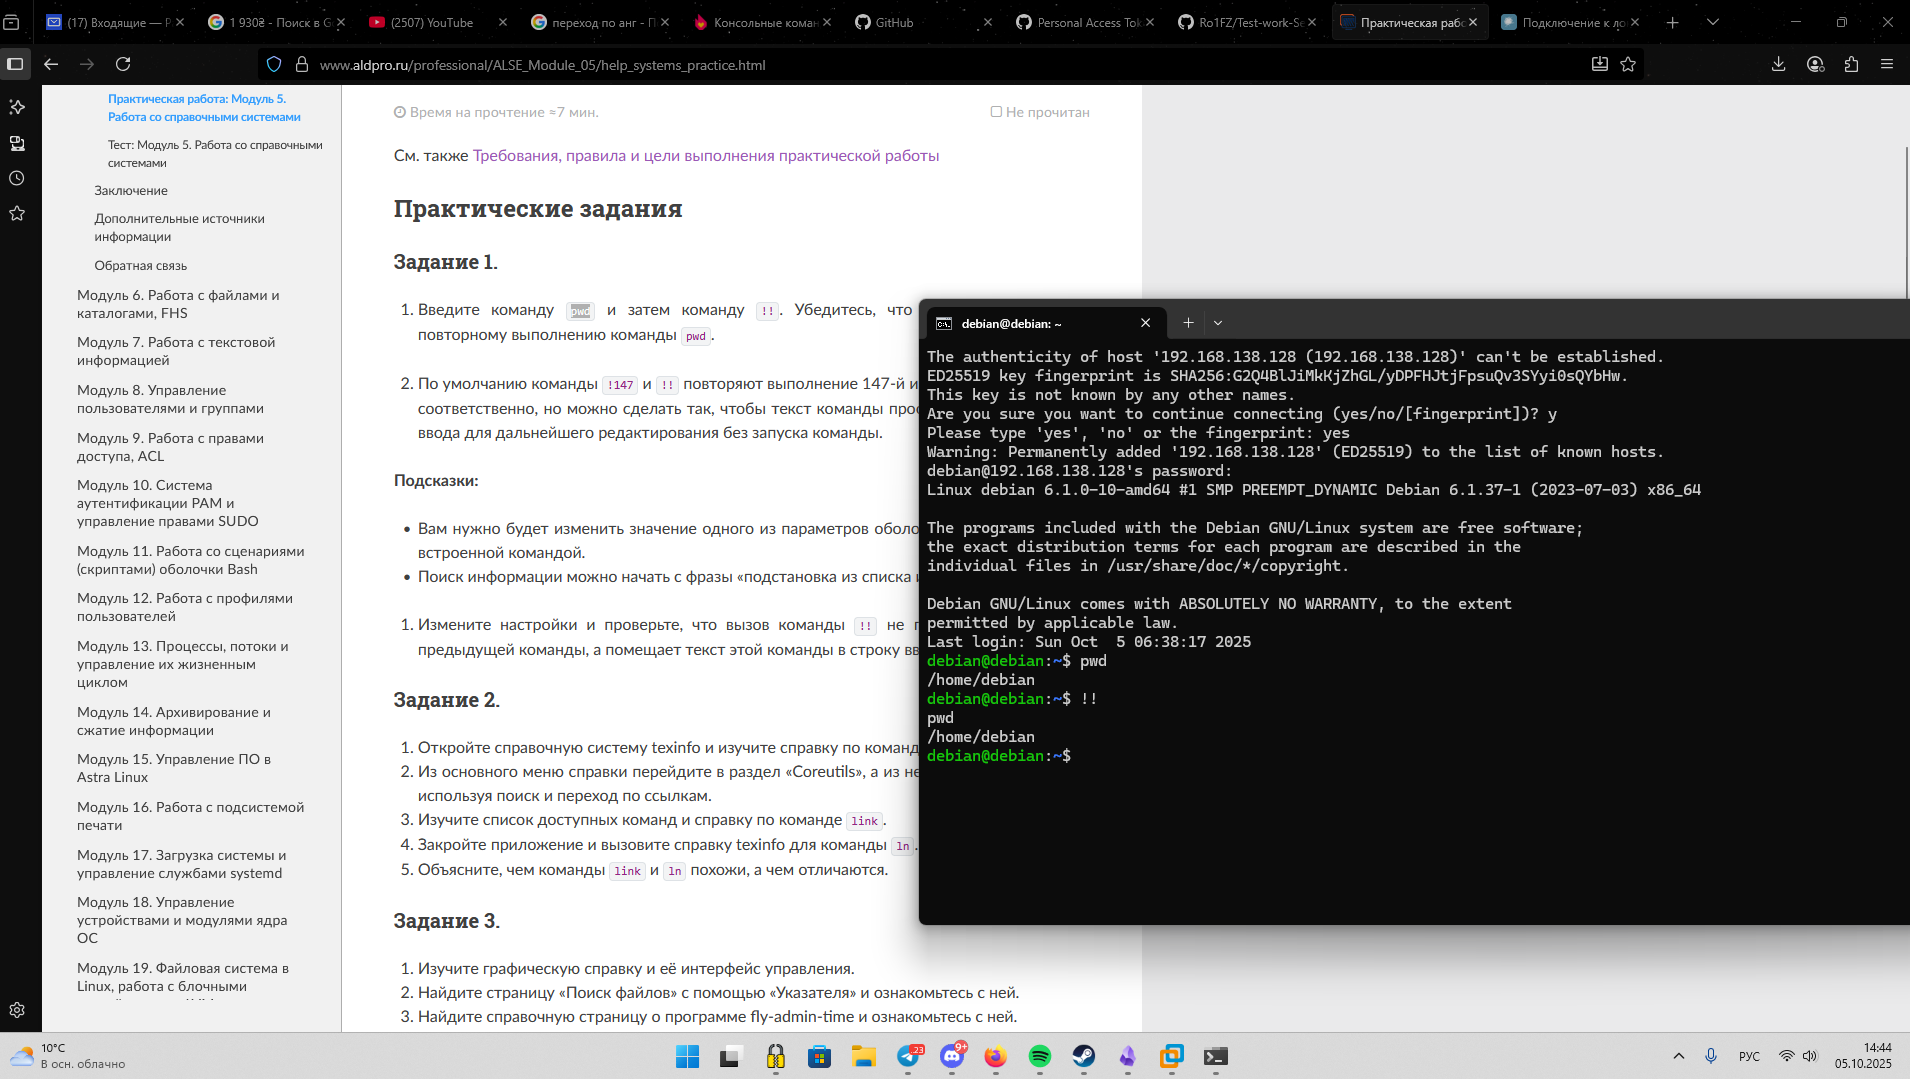 (17) Входящие — Р
1 930₴ - Поиск в G
(2507) YouTube
переход по анг - П
Консольные коман
GitHub
Personal Access Tok
Ro1FZ/Test-work-Se
Практическая рабо
Подключение к ло
www.aldpro.ru/professional/ALSE_Module_05/help_systems_practice.html
Практическая работа: Модуль 5.
Работа со справочными системами
Тест: Модуль 5. Работа со справочными
системами
Заключение
Дополнительные источники
информации
Обратная связь
Модуль 6. Работа с файлами и
каталогами, FHS
Модуль 7. Работа с текстовой
информацией
Модуль 8. Управление
пользователями и группами
Модуль 9. Работа с правами
доступа, ACL
Модуль 10. Система
аутентификации PAM и
управление правами SUDO
Модуль 11. Работа со сценариями
(скриптами) оболочки Bash
Модуль 12. Работа с профилями
пользователей
Модуль 13. Процессы, потоки и
управление их жизненным
циклом
Модуль 14. Архивирование и
сжатие информации
Модуль 15. Управление ПО в
Astra Linux
Модуль 16. Работа с подсистемой
печати
Модуль 17. Загрузка системы и
управление службами systemd
Модуль 18. Управление
устройствами и модулями ядра
ОС
Модуль 19. Файловая система в
Linux, работа с блочными
Время на прочтение ≈7 мин.
Не прочитан
См. также Требования, правила и цели выполнения практической работы
Практические задания
Задание 1.
1. Введите команду pwd и затем команду !!. Убедитесь, что
повторному выполнению команды pwd.
2. По умолчанию команды !147 и !! повторяют выполнение 147-й и
соответственно, но можно сделать так, чтобы текст команды прос
ввода для дальнейшего редактирования без запуска команды.
Подсказки:
• Вам нужно будет изменить значение одного из параметров оболо
встроенной командой.
• Поиск информации можно начать с фразы «подстановка из списка
1. Измените настройки и проверьте, что вызов команды !! не п
предыдущей команды, а помещает текст этой команды в строку вв
Задание 2.
1. Откройте справочную систему texinfo и изучите справку по команд
2. Из основного меню справки перейдите в раздел «Coreutils», а из не
используя поиск и переход по ссылкам.
3. Изучите список доступных команд и справку по команде link.
4. Закройте приложение и вызовите справку texinfo для команды ln.
5. Объясните, чем команды link и ln похожи, а чем отличаются.
Задание 3.
1. Изучите графическую справку и её интерфейс управления.
2. Найдите страницу «Поиск файлов» с помощью «Указателя» и ознакомьтесь с ней.
3. Найдите справочную страницу о программе fly-admin-time и ознакомьтесь с ней.
debian@debian: ~
The authenticity of host '192.168.138.128 (192.168.138.128)' can't be established.
ED25519 key fingerprint is SHA256:G2Q4BlJiMkKjZhGL/yDPFHJtjFpsuQv3SYyi0sQYbHw.
This key is not known by any other names.
Are you sure you want to continue connecting (yes/no/[fingerprint])? y
Please type 'yes', 'no' or the fingerprint: yes
Warning: Permanently added '192.168.138.128' (ED25519) to the list of known hosts.
debian@192.168.138.128's password:
Linux debian 6.1.0-10-amd64 #1 SMP PREEMPT_DYNAMIC Debian 6.1.37-1 (2023-07-03) x86_64
The programs included with the Debian GNU/Linux system are free software;
the exact distribution terms for each program are described in the
individual files in /usr/share/doc/*/copyright.
Debian GNU/Linux comes with ABSOLUTELY NO WARRANTY, to the extent
permitted by applicable law.
Last login: Sun Oct  5 06:38:17 2025
debian@debian:~$ pwd
/home/debian
debian@debian:~$ !!
pwd
/home/debian
debian@debian:~$
10°C
В осн. облачно
23
9+
РУС
14:44
05.10.2025